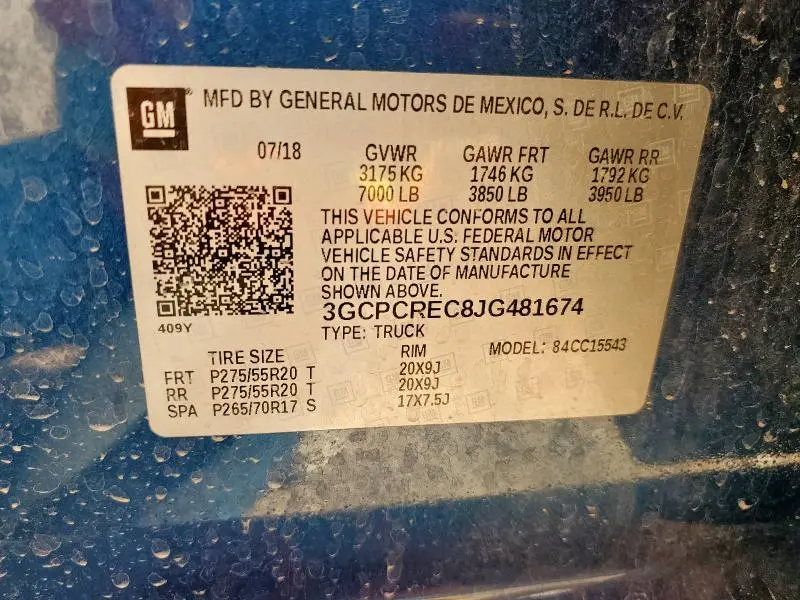 GM MFD BY GENERAL MOTORS DE MEXICO, S. DE R.L. DE C.V.
07/18 GVWR GAWR FRT GAWR RR
3175 KG 1746 KG 1792 KG
7000 LB 3850 LB 3950 LB
THIS VEHICLE CONFORMS TO ALL
APPLICABLE U.S. FEDERAL MOTOR
VEHICLE SAFETY STANDARDS IN EFFECT
ON THE DATE OF MANUFACTURE
SHOWN ABOVE.
3GCPCREC8JG481674
409Y
TYPE: TRUCK
TIRE SIZE RIM MODEL: 84CC15543
FRT P275/55R20 T 20X9J
RR P275/55R20 T 20X9J
SPA P265/70R17 S 17X7.5J